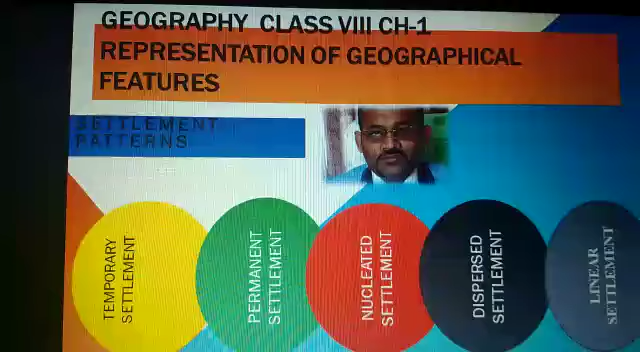 GEOGRAPHY CLASS VIII CH-1
REPRESENTATION OF GEOGRAPHICAL
FEATURES
SETTLEMENT
PATTERNS
TEMPORARY
SETTLEMENT
PERMANENT
SETTLEMENT
NUCLEATED
SETTLEMENT
DISPERSED
SETTLEMENT
LINEAR
SETTLEMENT